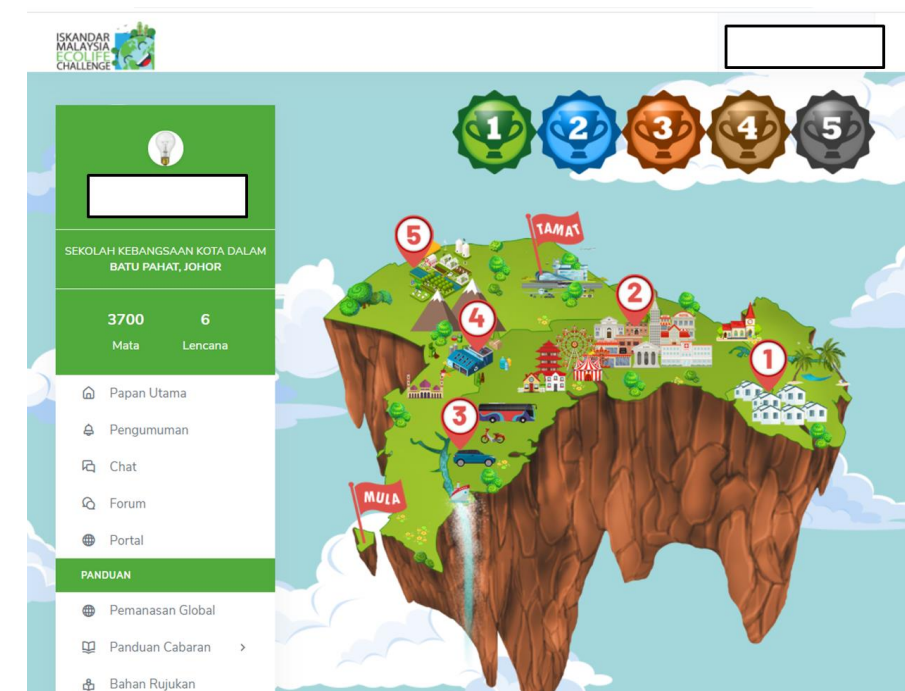 ISKANDAR
MALAYSIA
ECOLIFE
CHALLENGE
1 2 3 4 5
SEKOLAH KEBANGSAAN KOTA DALAM
BATU PAHAT, JOHOR
3700 6
Mata Lencana
Papan Utama
Pengumuman
Chat
Forum
Portal
PANDUAN
Pemanasan Global
Panduan Cabaran
Bahan Rujukan
5
TAMAT
2
4
1
3
MULA